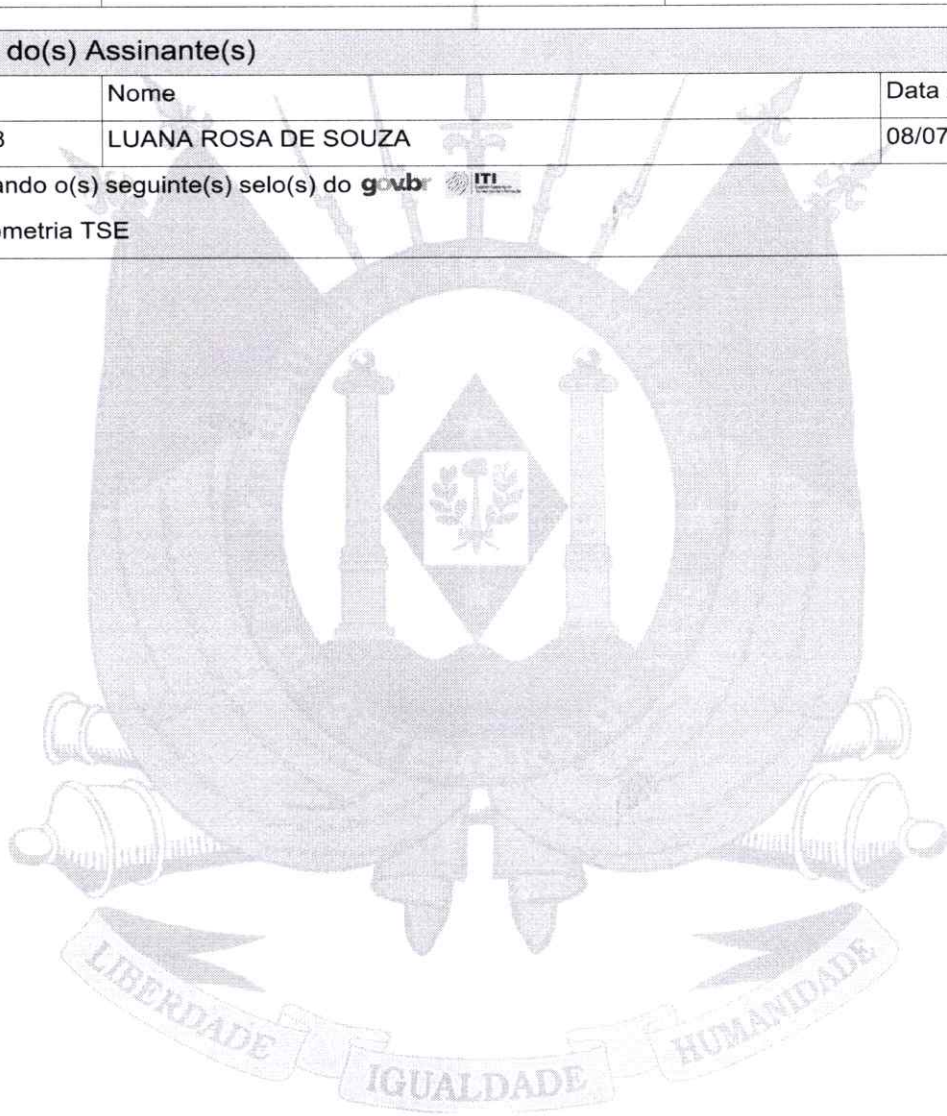 do(s) Assinante(s)
Nome Data
3 LUANA ROSA DE SOUZA 08/07
ando o(s) seguinte(s) selo(s) do gov.br ITI
ometria TSE
LIBERDADE IGUALDADE HUMANIDADE